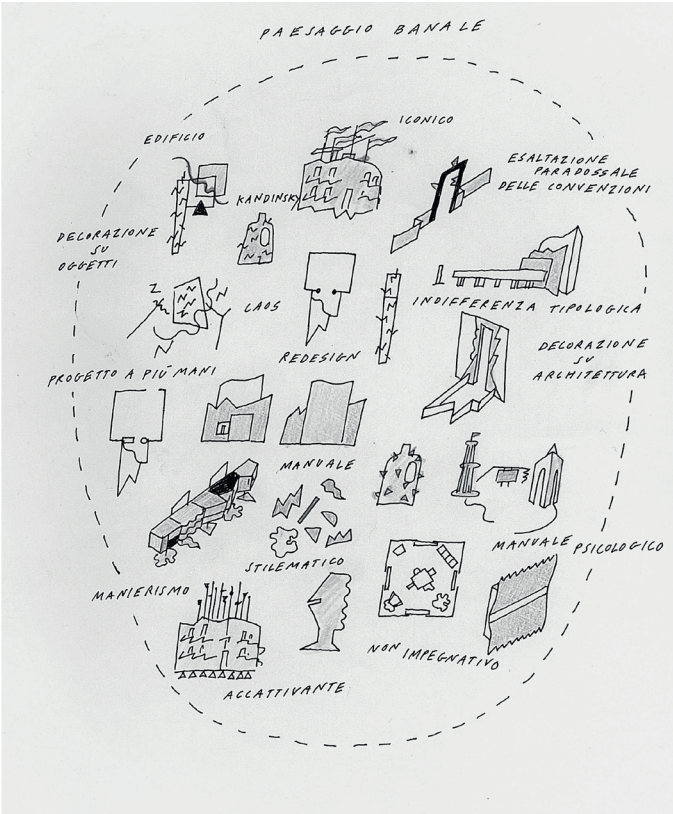 PAESAGGIO BANALE
EDIFICIO
ICONICO
ESALTAZIONE
PARADOSSALE
DELLE CONVENZIONI
KANDINSKY
DECORAZIONE
SU
OGGETTI
CAOS
INDIFFERENZA TIPOLOGICA
REDESIGN
DECORAZIONE
SU
ARCHITETTURA
PROGETTO A PIÙ MANI
MANUALE
MANUALE PSICOLOGICO
STILEMATICO
MANIERISMO
NON IMPEGNATIVO
ACCATTIVANTE